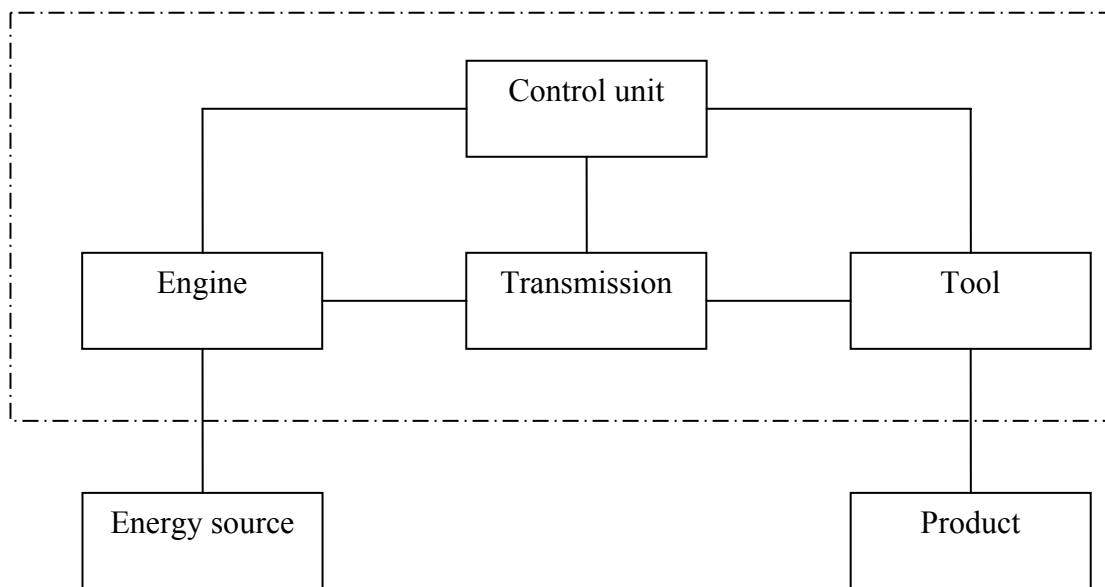 Control unit
Engine
Transmission
Tool
Energy source
Product